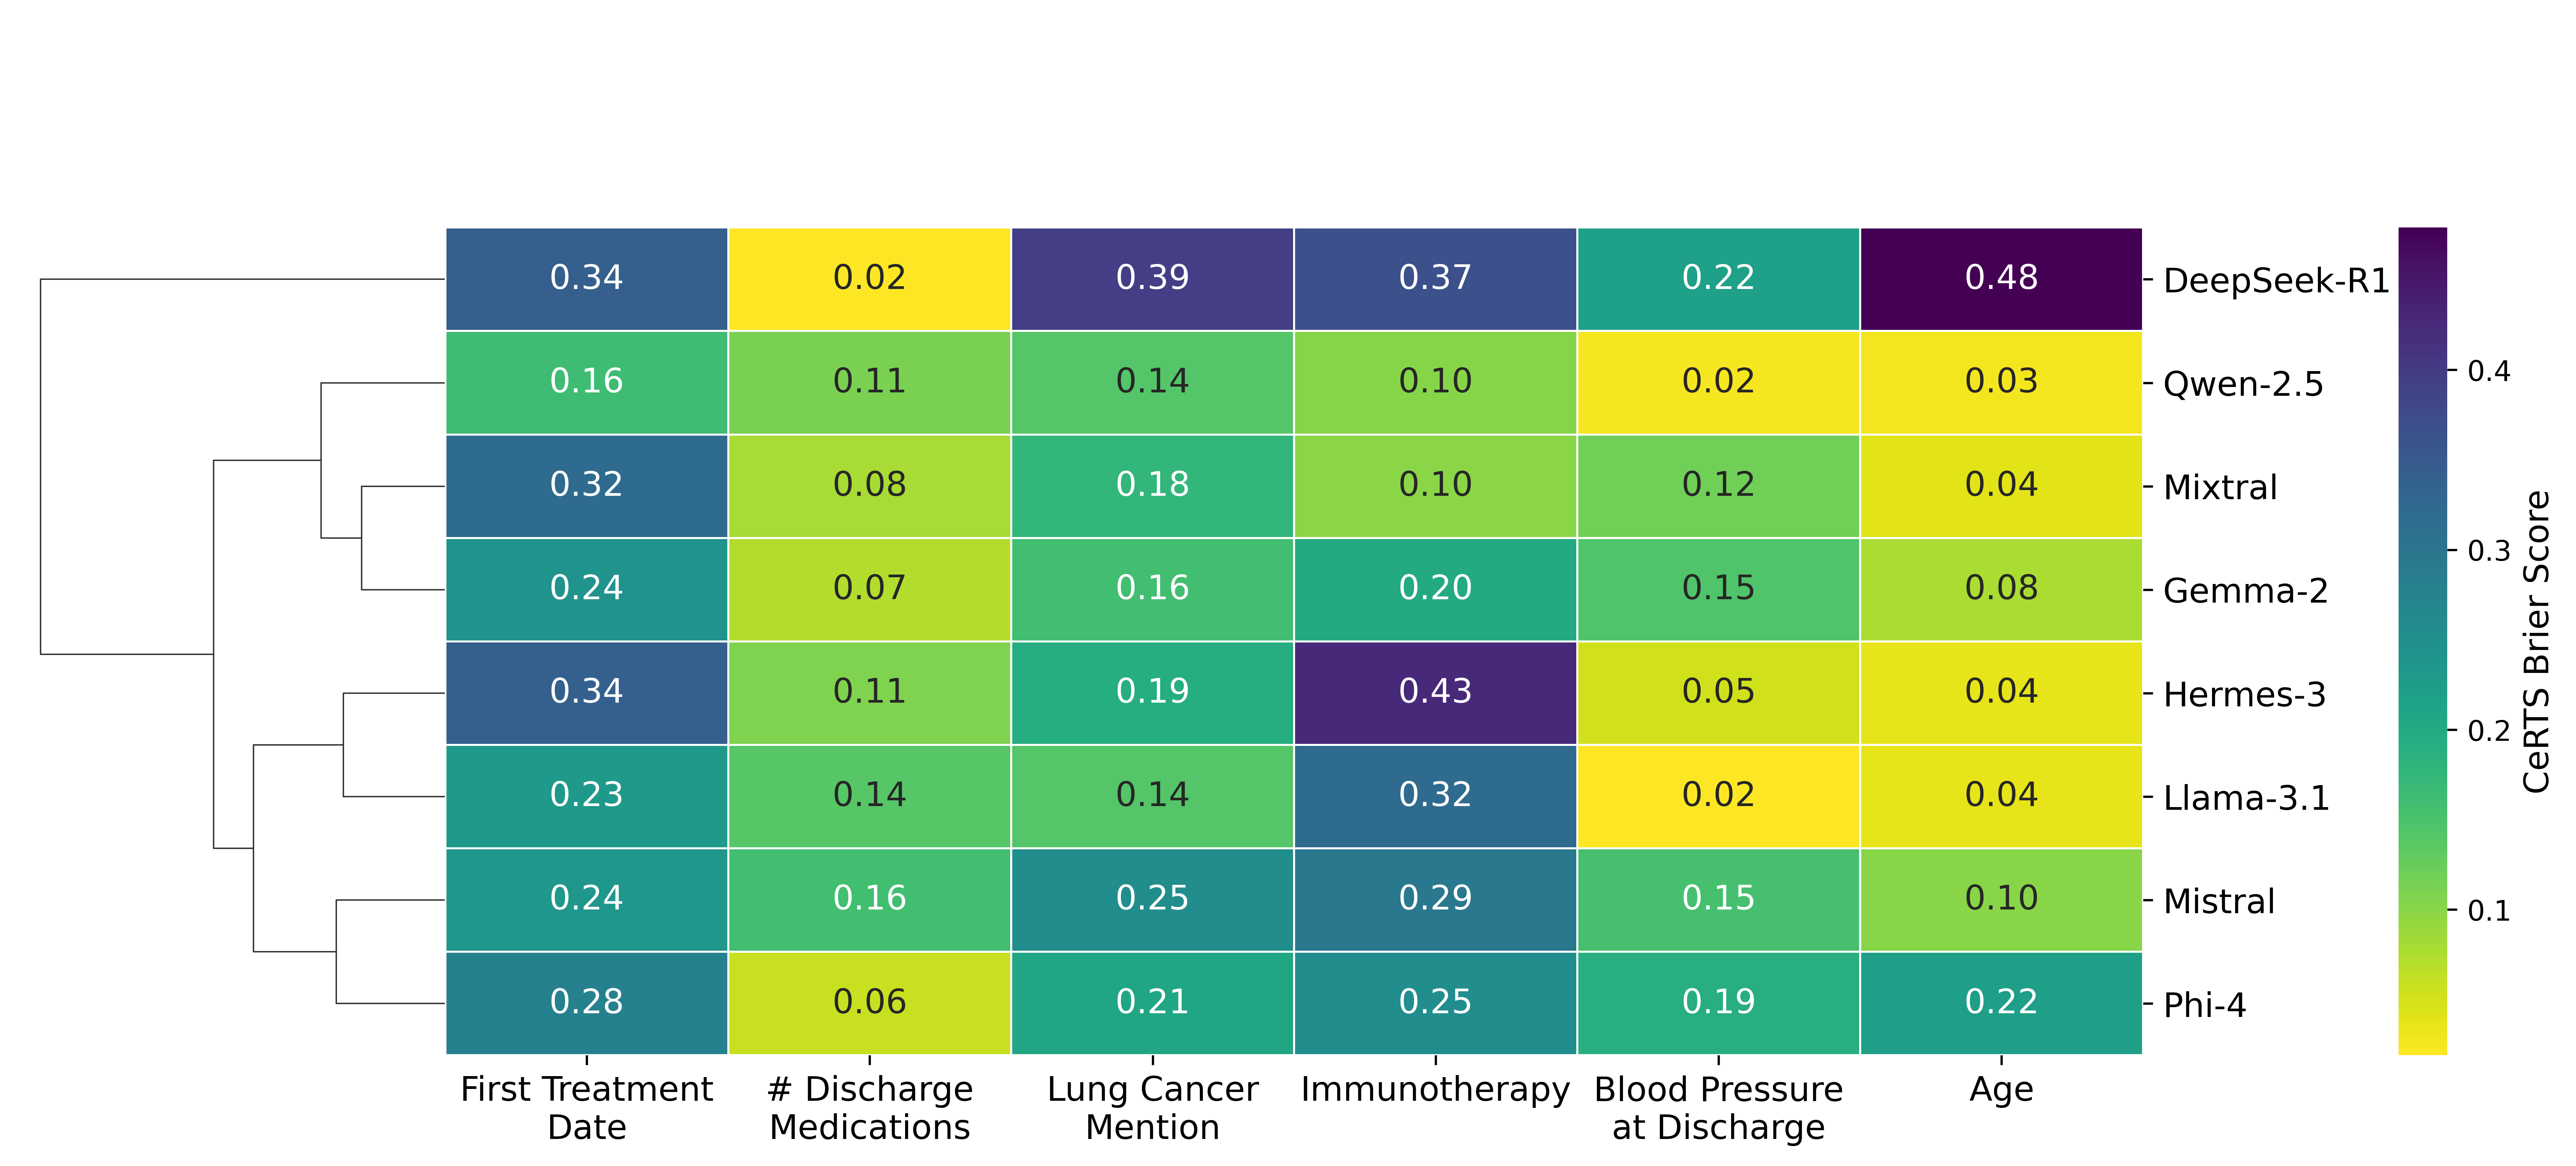 0.34 0.02 0.39 0.37 0.22 0.48 DeepSeek-R1
0.16 0.11 0.14 0.10 0.02 0.03 Qwen-2.5
0.32 0.08 0.18 0.10 0.12 0.04 Mixtral
0.24 0.07 0.16 0.20 0.15 0.08 Gemma-2
0.34 0.11 0.19 0.43 0.05 0.04 Hermes-3
0.23 0.14 0.14 0.32 0.02 0.04 Llama-3.1
0.24 0.16 0.25 0.29 0.15 0.10 Mistral
0.28 0.06 0.21 0.25 0.19 0.22 Phi-4
First Treatment
Date
# Discharge
Medications
Lung Cancer
Mention
Immunotherapy
Blood Pressure
at Discharge
Age
0.4
0.3
0.2
0.1
CeRTS Brier Score